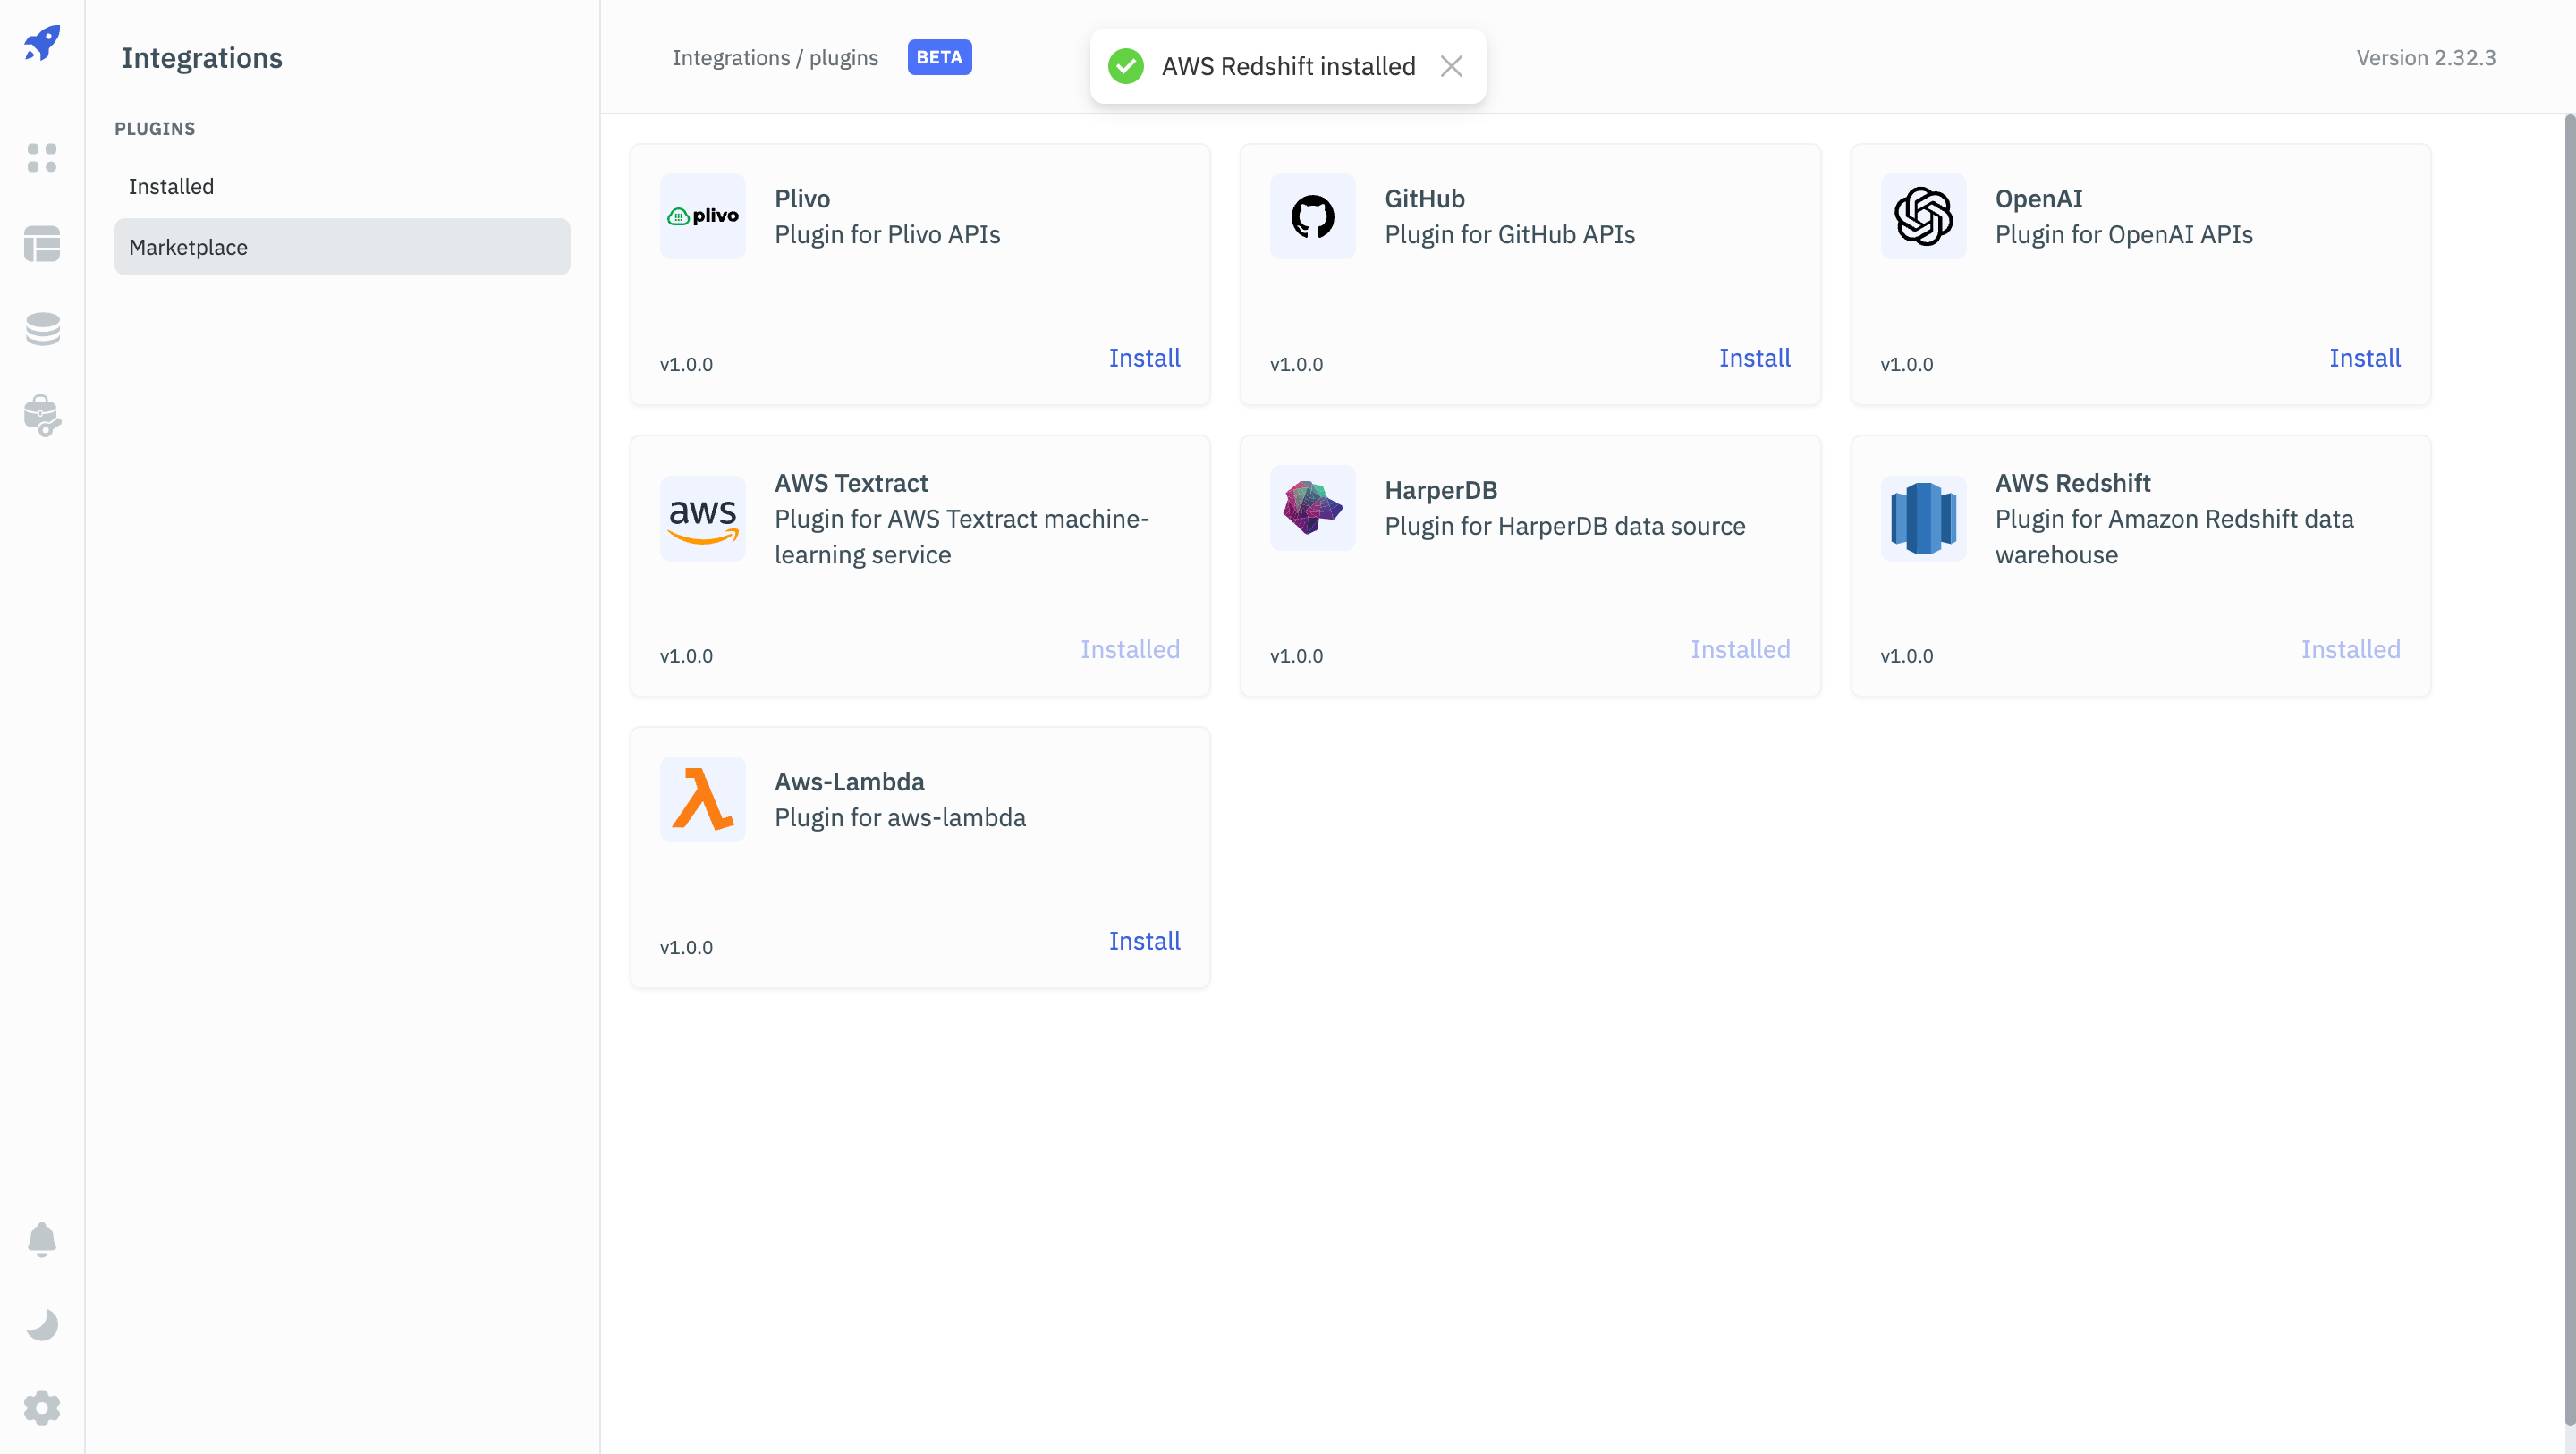 Integrations
PLUGINS
Installed
Marketplace
Integrations / plugins
BETA
AWS Redshift installed
Version 2.32.3
plivo
Plivo
Plugin for Plivo APIs
v1.0.0
Install
GitHub
Plugin for GitHub APIs
v1.0.0
Install
OpenAI
Plugin for OpenAI APIs
v1.0.0
Install
aws
AWS Textract
Plugin for AWS Textract machine-
learning service
v1.0.0
Installed
HarperDB
Plugin for HarperDB data source
v1.0.0
Installed
AWS Redshift
Plugin for Amazon Redshift data
warehouse
v1.0.0
Installed
Aws-Lambda
Plugin for aws-lambda
v1.0.0
Install